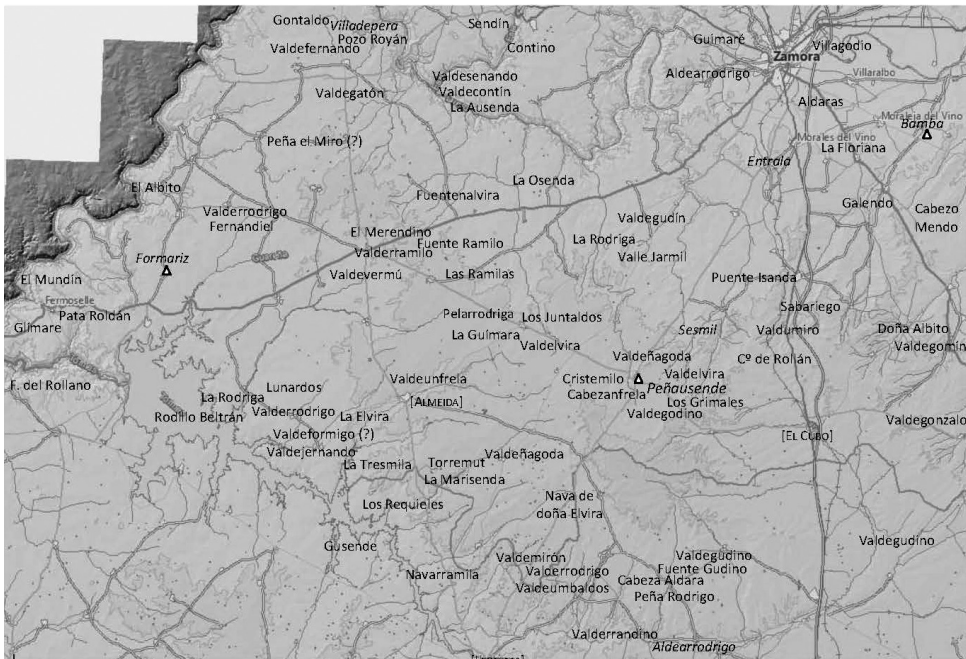 Gontaldo
Villadepera
Sendín
Pozo Royán
Guimaré
Villagodio
Valdefernando
Contino
Zamora
Valdesenando
Aldearrodrigo
Villaralbo
Valdegatón
Valdecontín
La Ausenda
Aldaras
Moraleja del Vino
Bamba
Peña el Miro (?)
Morales del Vino
La Floriana
Entrala
El Albito
La Osenda
Fuentenalvira
Galendo
Cabezo
Mendo
Valderrodrigo
Fernandiel
Valdegudín
El Merendino
Fuente Ramilo
La Rodriga
Valderramilo
Valle Jarmil
Formariz
Valdevermú
Las Ramilas
El Mundín
Puente Isanda
Fermoselle
Sabariego
Pata Roldán
Pelarrodriga
Los Juntaldos
Gilmare
La Guimara
Sesmil
Valdumiro
Doña Albito
Valdelvira
Valdegomín
Valdeñagoda
Cº de Rollán
F. del Rollano
Lunardos
Valdeunfrela
Cristemilo
Valdelvira
Peñausende
La Rodriga
[Almeida]
Cabezanfrela
Los Grimales
Rodillo Beltrán
Valderrodrigo
La Elvira
Valdegodino
Valdegonzalo
Valdeformigo (?)
[El Cubo]
Valdejernando
La Tresmila
Torremut
Valdeñagoda
La Marisenda
Los Requieles
Nava de
doña Elvira
Gusende
Valdegudino
Valdemirón
Valdegudino
Navarramila
Valderrodrigo
Fuente Gudino
Valdeumbaldos
Cabeza Aldara
Peña Rodrigo
Valderrandino
Aldearrodrigo